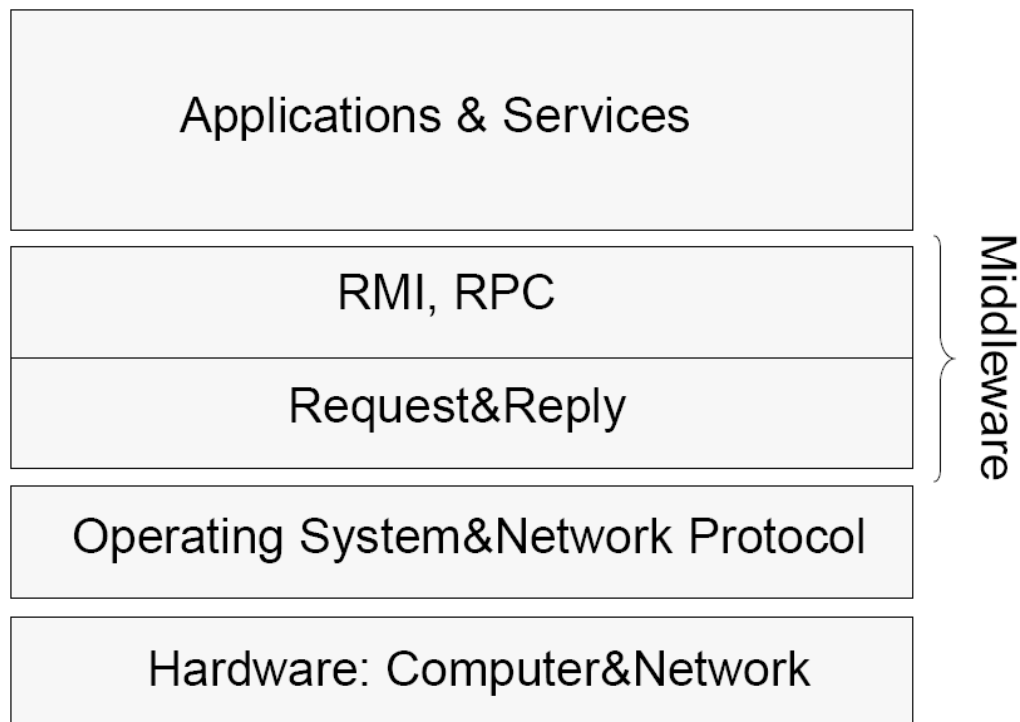 Applications & Services
RMI, RPC
Request&Reply
Middleware
Operating System&Network Protocol
Hardware: Computer&Network